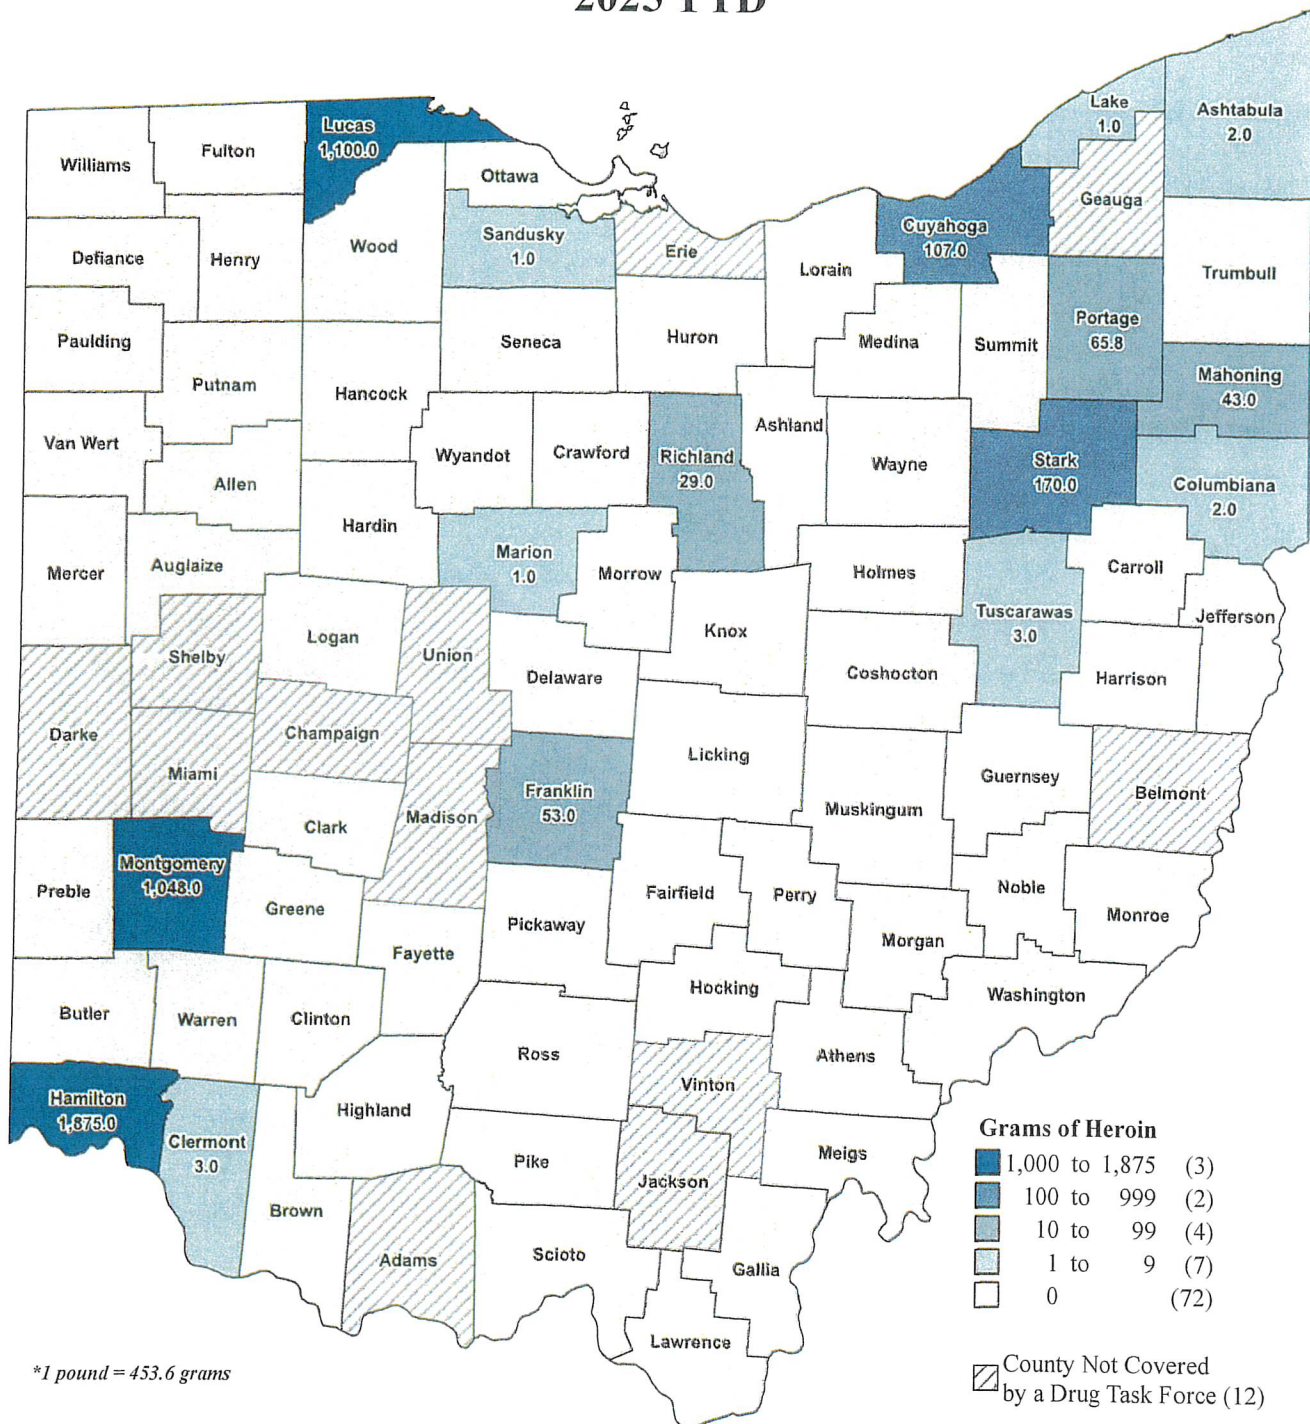 2025 YTD
Lake
1.0
Ashtabula
2.0
Lucas
1,100.0
Williams
Fulton
Ottawa
Geauga
Cuyahoga
107.0
Sandusky
1.0
Erie
Wood
Defiance
Henry
Lorain
Trumbull
Portage
65.8
Paulding
Seneca
Huron
Medina
Summit
Mahoning
43.0
Putnam
Hancock
Ashland
Van Wert
Wyandot
Crawford
Richland
29.0
Wayne
Stark
170.0
Columbiana
2.0
Allen
Hardin
Marion
1.0
Mercer
Auglaize
Morrow
Holmes
Carroll
Tuscarawas
3.0
Jefferson
Logan
Knox
Shelby
Union
Delaware
Coshocton
Harrison
Darke
Champaign
Miami
Licking
Guernsey
Belmont
Franklin
53.0
Madison
Clark
Muskingum
Montgomery
1,048.0
Preble
Greene
Fairfield
Perry
Noble
Monroe
Pickaway
Morgan
Fayette
Hocking
Washington
Butler
Warren
Clinton
Ross
Athens
Vinton
Hamilton
1,875.0
Highland
Clermont
3.0
Pike
Jackson
Meigs
Brown
Adams
Scioto
Gallia
Lawrence
Grams of Heroin
1,000 to 1,875 (3)
100 to 999 (2)
10 to 99 (4)
1 to 9 (7)
0 (72)
County Not Covered
by a Drug Task Force (12)
*1 pound = 453.6 grams